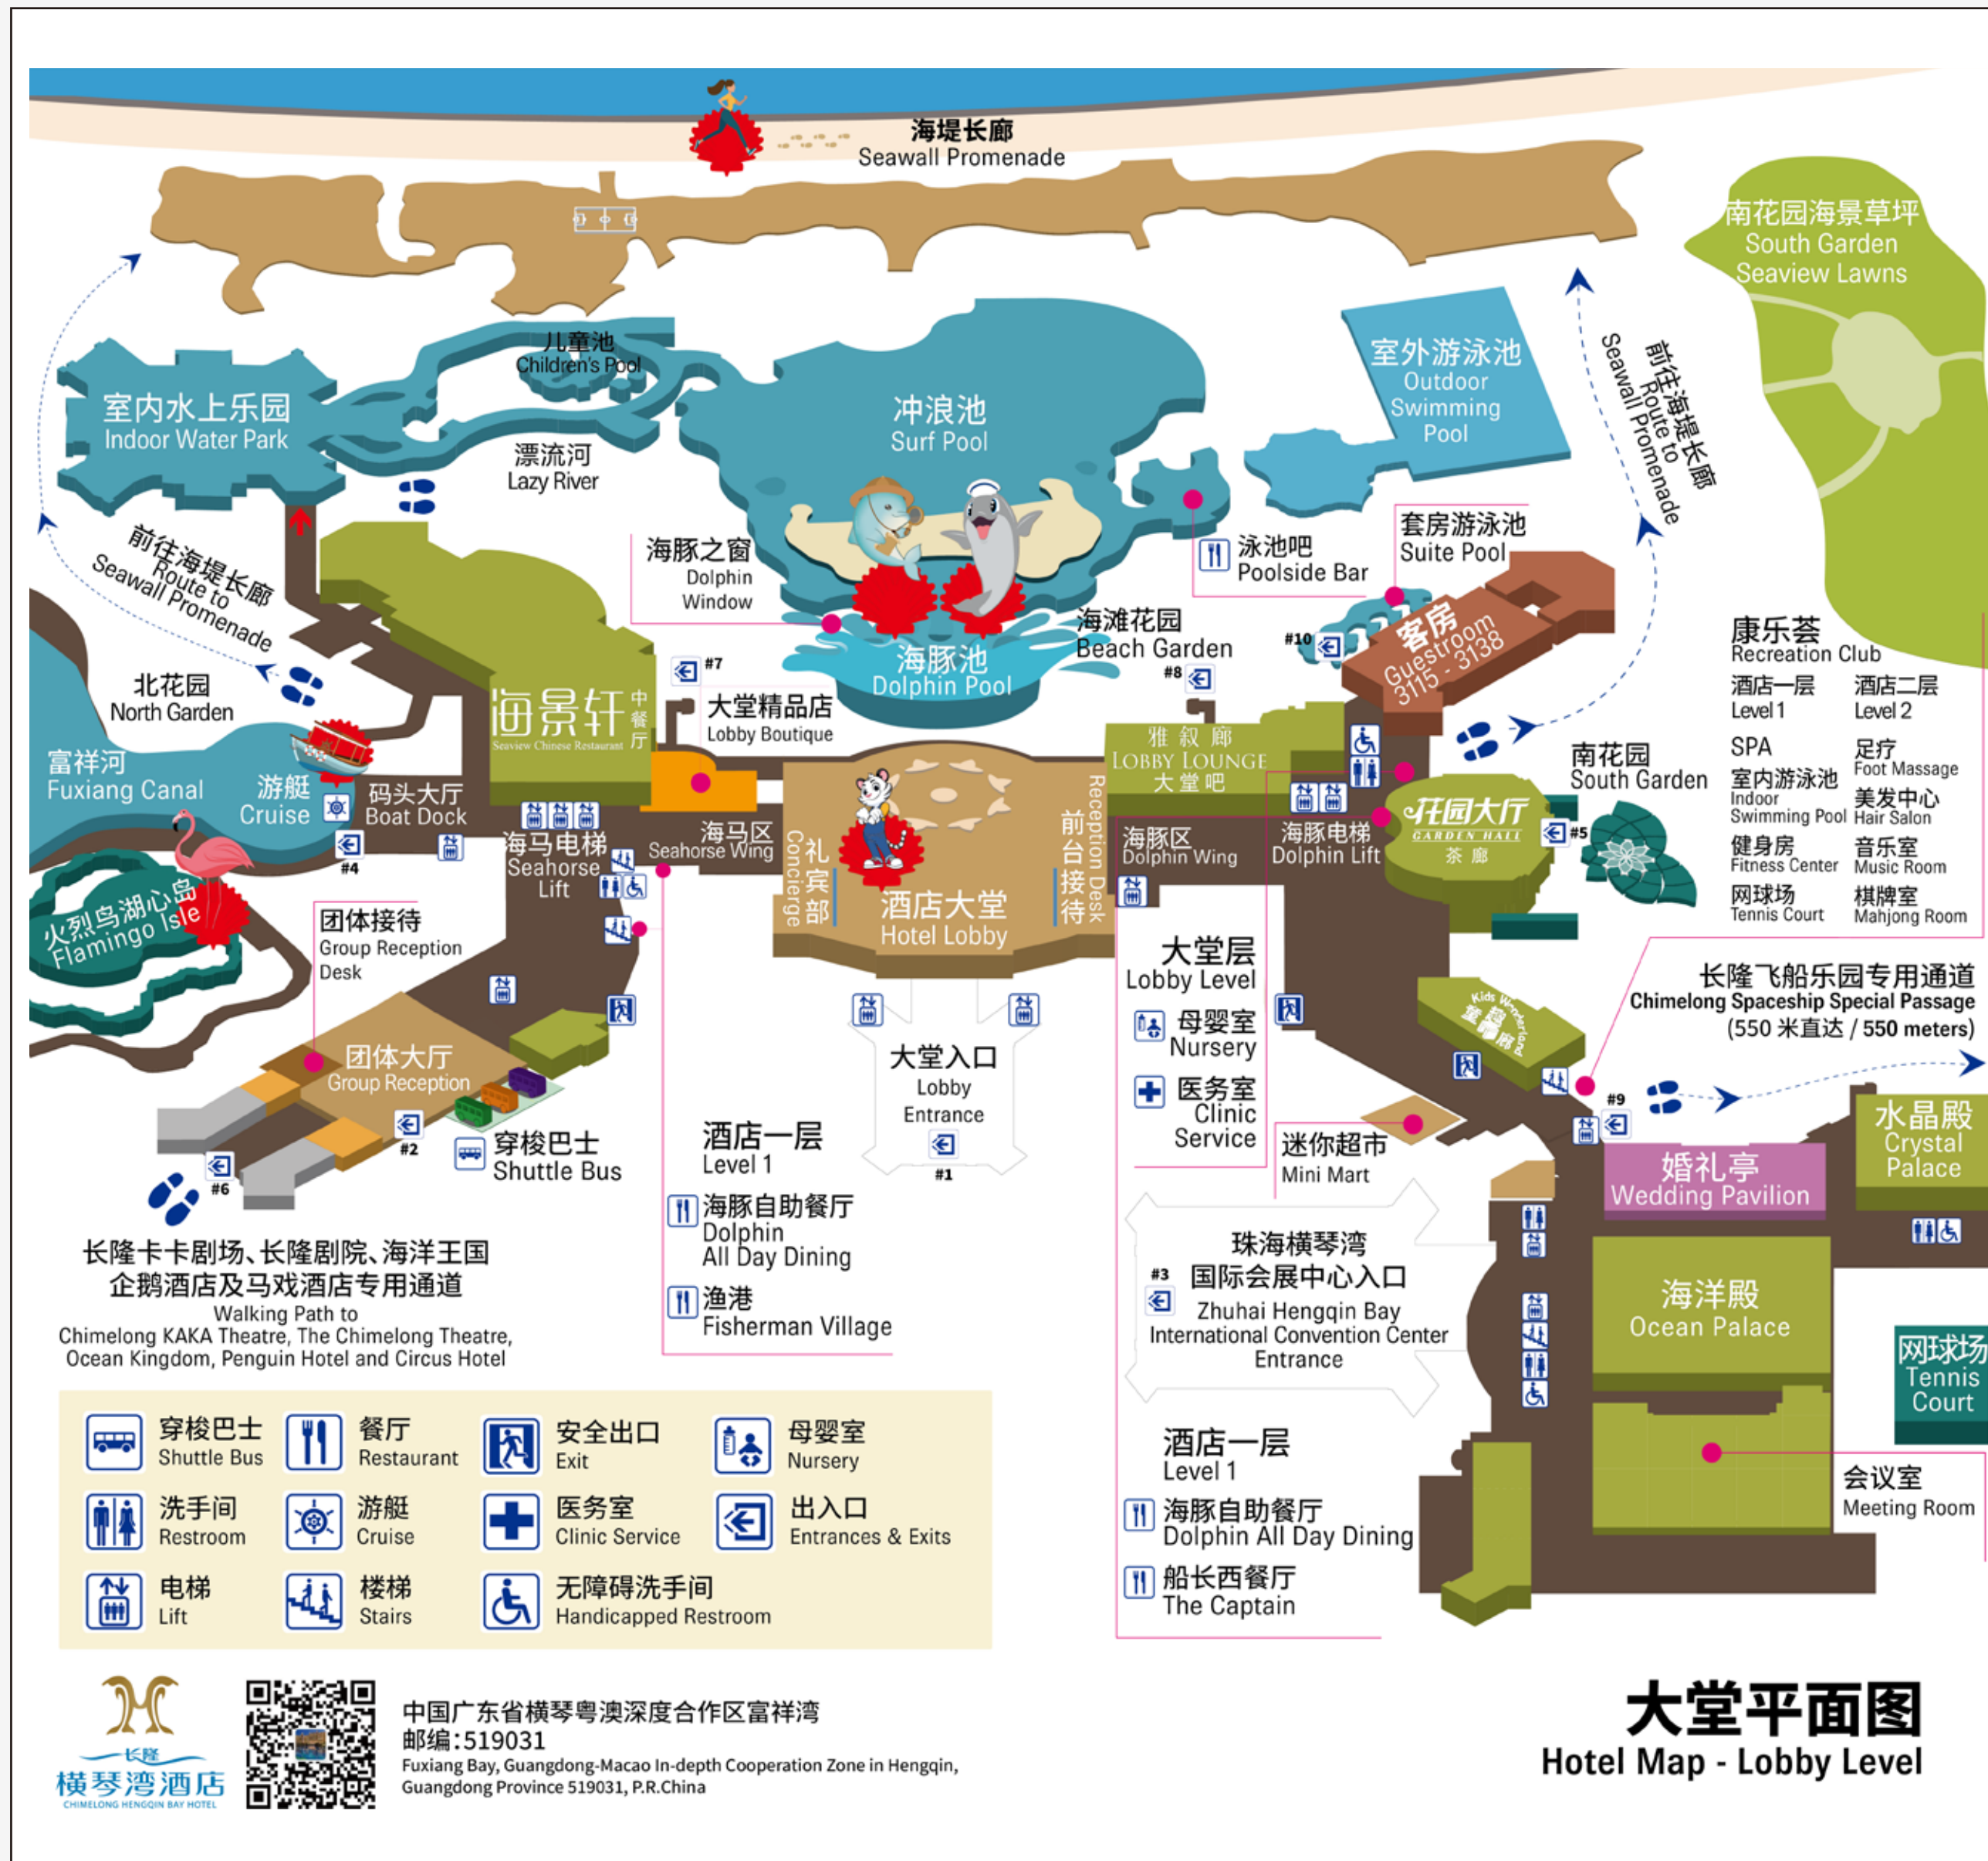 海堤长廊
Seawall Promenade
南花园海景草坪
South Garden
Seaview Lawns
儿童池
Children's Pool
室内水上乐园
Indoor Water Park
漂流河
Lazy River
冲浪池
Surf Pool
室外游泳池
Outdoor
Swimming
Pool
前往海堤长廊
Route to
Seawall Promenade
前往海堤长廊
Route to
Seawall Promenade
海豚之窗
Dolphin
Window
泳池吧
Poolside Bar
套房游泳池
Suite Pool
海滩花园
Beach Garden
#8
#10
客房
Guestroom
3115 - 3138
海豚池
Dolphin Pool
北花园
North Garden
富祥河
Fuxiang Canal
游艇
Cruise
码头大厅
Boat Dock
#4
海景轩
中餐厅
Seaview Chinese Restaurant
#7
大堂精品店
Lobby Boutique
海马电梯
Seahorse
Lift
海马区
Seahorse Wing
礼宾部
Concierge
酒店大堂
Hotel Lobby
前台接待
Reception Desk
雅叙廊
LOBBY LOUNGE
大堂吧
海豚区
Dolphin Wing
海豚电梯
Dolphin Lift
花园大厅
GARDEN HALL
茶廊
#5
南花园
South Garden
康乐荟
Recreation Club
酒店一层
Level 1
SPA
室内游泳池
Indoor
Swimming Pool
健身房
Fitness Center
网球场
Tennis Court
酒店二层
Level 2
足疗
Foot Massage
美发中心
Hair Salon
音乐室
Music Room
棋牌室
Mahjong Room
火烈鸟湖心岛
Flamingo Isle
团体接待
Group Reception
Desk
团体大厅
Group Reception
#2
#6
穿梭巴士
Shuttle Bus
长隆卡卡剧场、长隆剧院、海洋王国
企鹅酒店及马戏酒店专用通道
Walking Path to
Chimelong KAKA Theatre, The Chimelong Theatre,
Ocean Kingdom, Penguin Hotel and Circus Hotel
大堂入口
Lobby
Entrance
#1
酒店一层
Level 1
海豚自助餐厅
Dolphin
All Day Dining
渔港
Fisherman Village
大堂层
Lobby Level
母婴室
Nursery
医务室
Clinic
Service
迷你超市
Mini Mart
Kids Wonderland
长隆飞船乐园专用通道
Chimelong Spaceship Special Passage
(550 米直达 / 550 meters)
#9
婚礼亭
Wedding Pavilion
水晶殿
Crystal
Palace
珠海横琴湾
国际会展中心入口
#3
Zhuhai Hengqin Bay
International Convention Center
Entrance
海洋殿
Ocean Palace
网球场
Tennis
Court
会议室
Meeting Room
酒店一层
Level 1
海豚自助餐厅
Dolphin All Day Dining
船长西餐厅
The Captain
穿梭巴士
Shuttle Bus
餐厅
Restaurant
安全出口
Exit
母婴室
Nursery
洗手间
Restroom
游艇
Cruise
医务室
Clinic Service
出入口
Entrances & Exits
电梯
Lift
楼梯
Stairs
无障碍洗手间
Handicapped Restroom
长隆
横琴湾酒店
CHIMELONG HENGQIN BAY HOTEL
中国广东省横琴粤澳深度合作区富祥湾
邮编：519031
Fuxiang Bay, Guangdong-Macao In-depth Cooperation Zone in Hengqin,
Guangdong Province 519031, P.R.China
大堂平面图
Hotel Map - Lobby Level